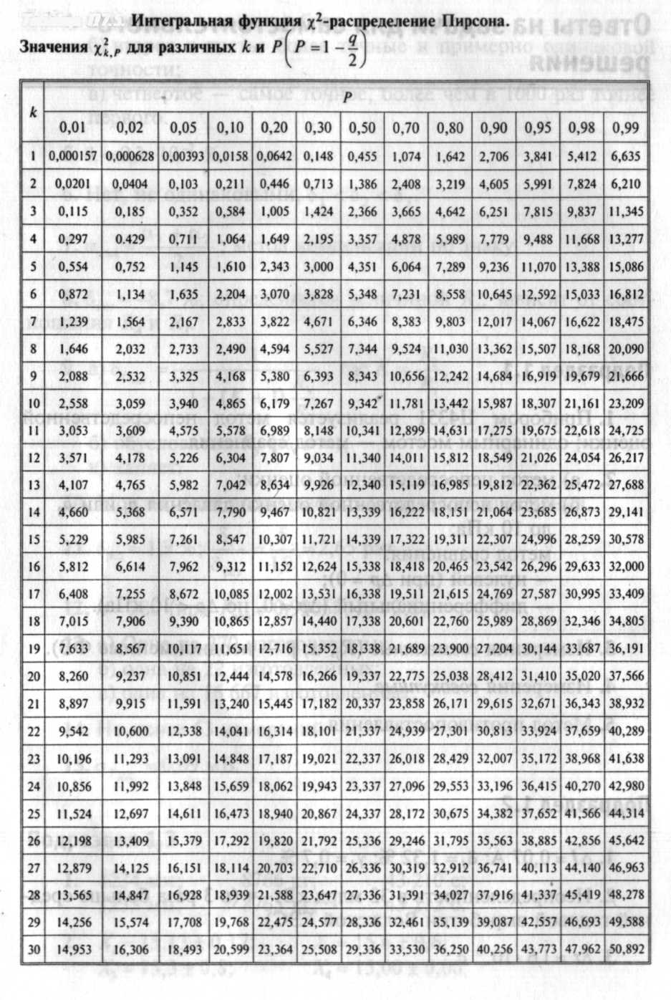 Интегральная функция χ²-распределение Пирсона.
Значения χ²k,P для различных k и P (P = 1 − q/2)
k P
0,01 0,02 0,05 0,10 0,20 0,30 0,50 0,70 0,80 0,90 0,95 0,98 0,99
1 0,000157 0,000628 0,00393 0,0158 0,0642 0,148 0,455 1,074 1,642 2,706 3,841 5,412 6,635
2 0,0201 0,0404 0,103 0,211 0,446 0,713 1,386 2,408 3,219 4,605 5,991 7,824 6,210
3 0,115 0,185 0,352 0,584 1,005 1,424 2,366 3,665 4,642 6,251 7,815 9,837 11,345
4 0,297 0.429 0,711 1,064 1,649 2,195 3,357 4,878 5,989 7,779 9,488 11,668 13,277
5 0,554 0,752 1,145 1,610 2,343 3,000 4,351 6,064 7,289 9,236 11,070 13,388 15,086
6 0,872 1,134 1,635 2,204 3,070 3,828 5,348 7,231 8,558 10,645 12,592 15,033 16,812
7 1,239 1,564 2,167 2,833 3,822 4,671 6,346 8,383 9,803 12,017 14,067 16,622 18,475
8 1,646 2,032 2,733 2,490 4,594 5,527 7,344 9,524 11,030 13,362 15,507 18,168 20,090
9 2,088 2,532 3,325 4,168 5,380 6,393 8,343 10,656 12,242 14,684 16,919 19,679 21,666
10 2,558 3,059 3,940 4,865 6,179 7,267 9,342 11,781 13,442 15,987 18,307 21,161 23,209
11 3,053 3,609 4,575 5,578 6,989 8,148 10,341 12,899 14,631 17,275 19,675 22,618 24,725
12 3,571 4,178 5,226 6,304 7,807 9,034 11,340 14,011 15,812 18,549 21,026 24,054 26,217
13 4,107 4,765 5,982 7,042 8,634 9,926 12,340 15,119 16,985 19,812 22,362 25,472 27,688
14 4,660 5,368 6,571 7,790 9,467 10,821 13,339 16,222 18,151 21,064 23,685 26,873 29,141
15 5,229 5,985 7,261 8,547 10,307 11,721 14,339 17,322 19,311 22,307 24,996 28,259 30,578
16 5,812 6,614 7,962 9,312 11,152 12,624 15,338 18,418 20,465 23,542 26,296 29,633 32,000
17 6,408 7,255 8,672 10,085 12,002 13,531 16,338 19,511 21,615 24,769 27,587 30,995 33,409
18 7,015 7,906 9,390 10,865 12,857 14,440 17,338 20,601 22,760 25,989 28,869 32,346 34,805
19 7,633 8,567 10,117 11,651 12,716 15,352 18,338 21,689 23,900 27,204 30,144 33,687 36,191
20 8,260 9,237 10,851 12,444 14,578 16,266 19,337 22,775 25,038 28,412 31,410 35,020 37,566
21 8,897 9,915 11,591 13,240 15,445 17,182 20,337 23,858 26,171 29,615 32,671 36,343 38,932
22 9,542 10,600 12,338 14,041 16,314 18,101 21,337 24,939 27,301 30,813 33,924 37,659 40,289
23 10,196 11,293 13,091 14,848 17,187 19,021 22,337 26,018 28,429 32,007 35,172 38,968 41,638
24 10,856 11,992 13,848 15,659 18,062 19,943 23,337 27,096 29,553 33,196 36,415 40,270 42,980
25 11,524 12,697 14,611 16,473 18,940 20,867 24,337 28,172 30,675 34,382 37,652 41,566 44,314
26 12,198 13,409 15,379 17,292 19,820 21,792 25,336 29,246 31,795 35,563 38,885 42,856 45,642
27 12,879 14,125 16,151 18,114 20,703 22,710 26,336 30,319 32,912 36,741 40,113 44,140 46,963
28 13,565 14,847 16,928 18,939 21,588 23,647 27,336 31,391 34,027 37,916 41,337 45,419 48,278
29 14,256 15,574 17,708 19,768 22,475 24,577 28,336 32,461 35,139 39,087 42,557 46,693 49,588
30 14,953 16,306 18,493 20,599 23,364 25,508 29,336 33,530 36,250 40,256 43,773 47,962 50,892